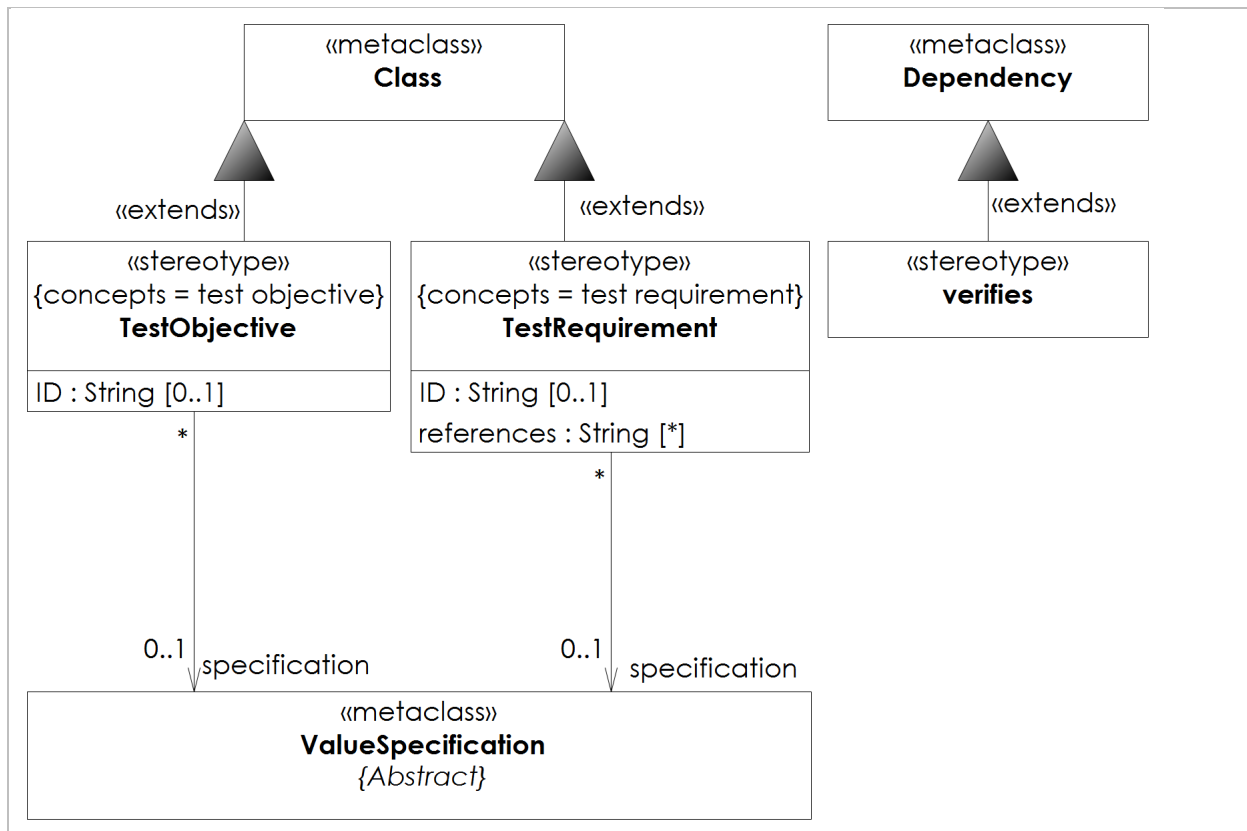 «metaclass»
Class
«metaclass»
Dependency
«extends»
«extends»
«extends»
«stereotype»
{concepts = test objective}
TestObjective
ID : String [0..1]
«stereotype»
{concepts = test requirement}
TestRequirement
ID : String [0..1]
references : String [*]
«stereotype»
verifies
*
*
0..1
specification
0..1
specification
«metaclass»
ValueSpecification
{Abstract}